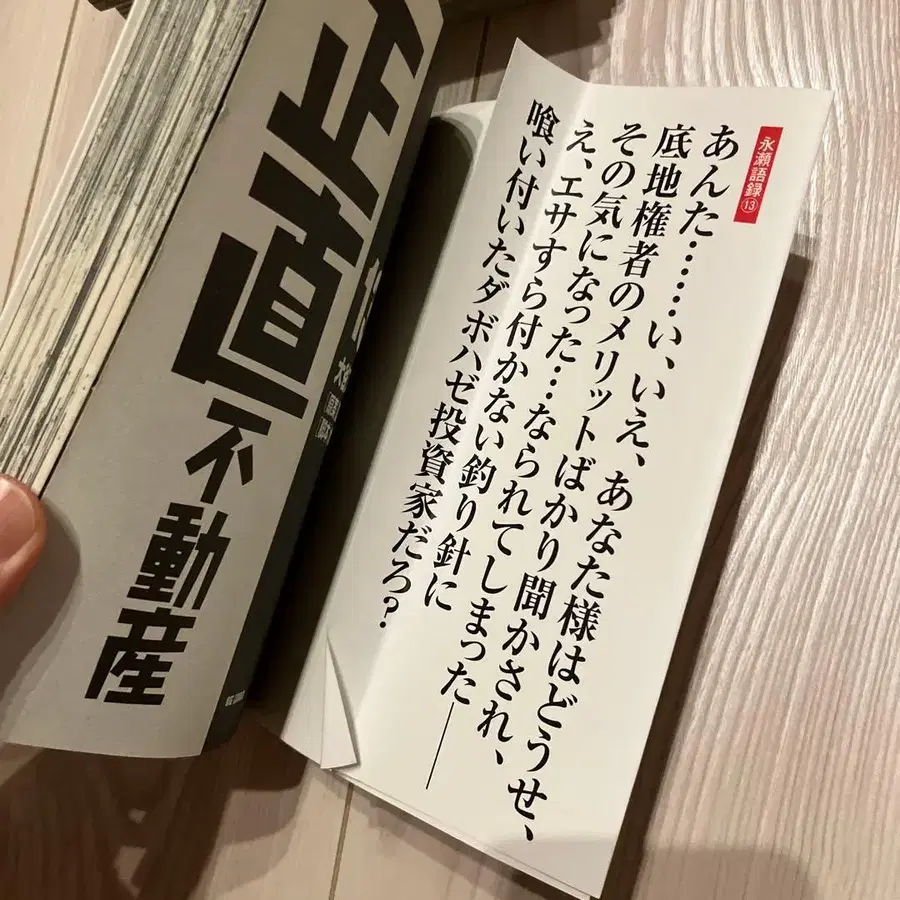 永瀬語録⑬
あんた……い、いえ、あなた様はどうせ、
底地権者のメリットばかり聞かされ、
その気になった…ならられてしまった——
え、エサすら付かない釣り針に
喰い付いたダボハゼ投資家だろ?
正直
不動産